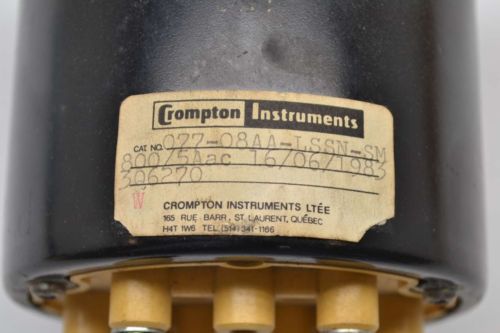 Crompton Instruments
CAT. NO. 077-08AA-LSSN-SM
800/5Aac 16/06/1983
306270
W
CROMPTON INSTRUMENTS LTÉE
165 RUE BARR, ST. LAURENT, QUÉBEC
H4T 1W6 TEL (514) 341-1166